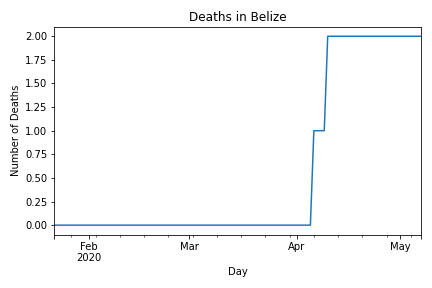 Deaths in Belize
2.00
1.75
1.50
1.25
1.00
0.75
0.50
0.25
0.00
Number of Deaths
Feb
2020
Mar
Apr
May
Day